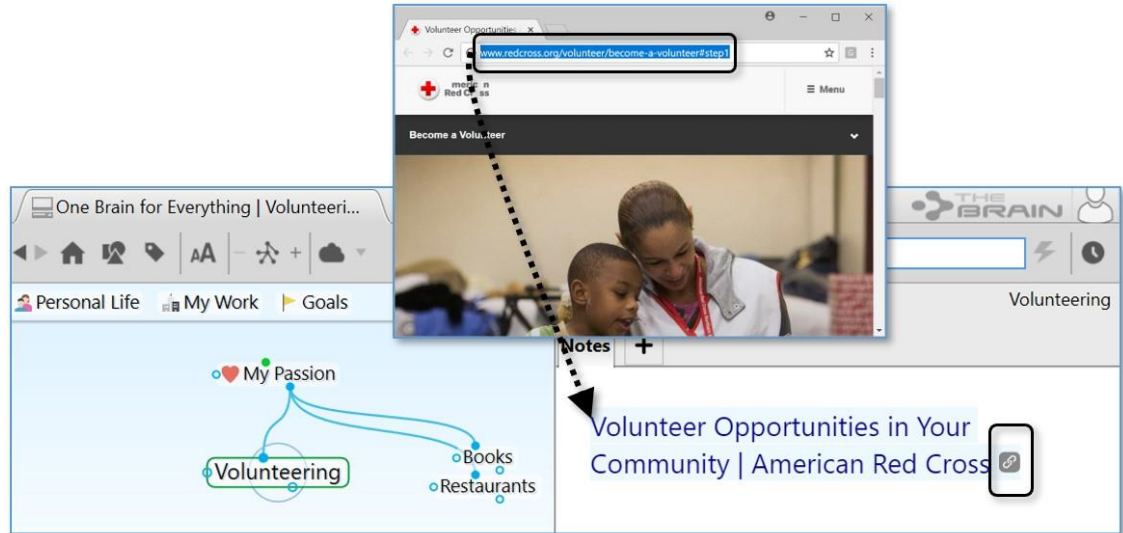 Volunteer Opportunities
www.redcross.org/volunteer/become-a-volunteer#step1
Red Cross
Menu
Become a Volunteer
One Brain for Everything | Volunteeri...
THE
BRAIN
AA
Personal Life
My Work
Goals
Volunteering
Notes
My Passion
Volunteering
Books
Restaurants
Volunteer Opportunities in Your
Community | American Red Cross